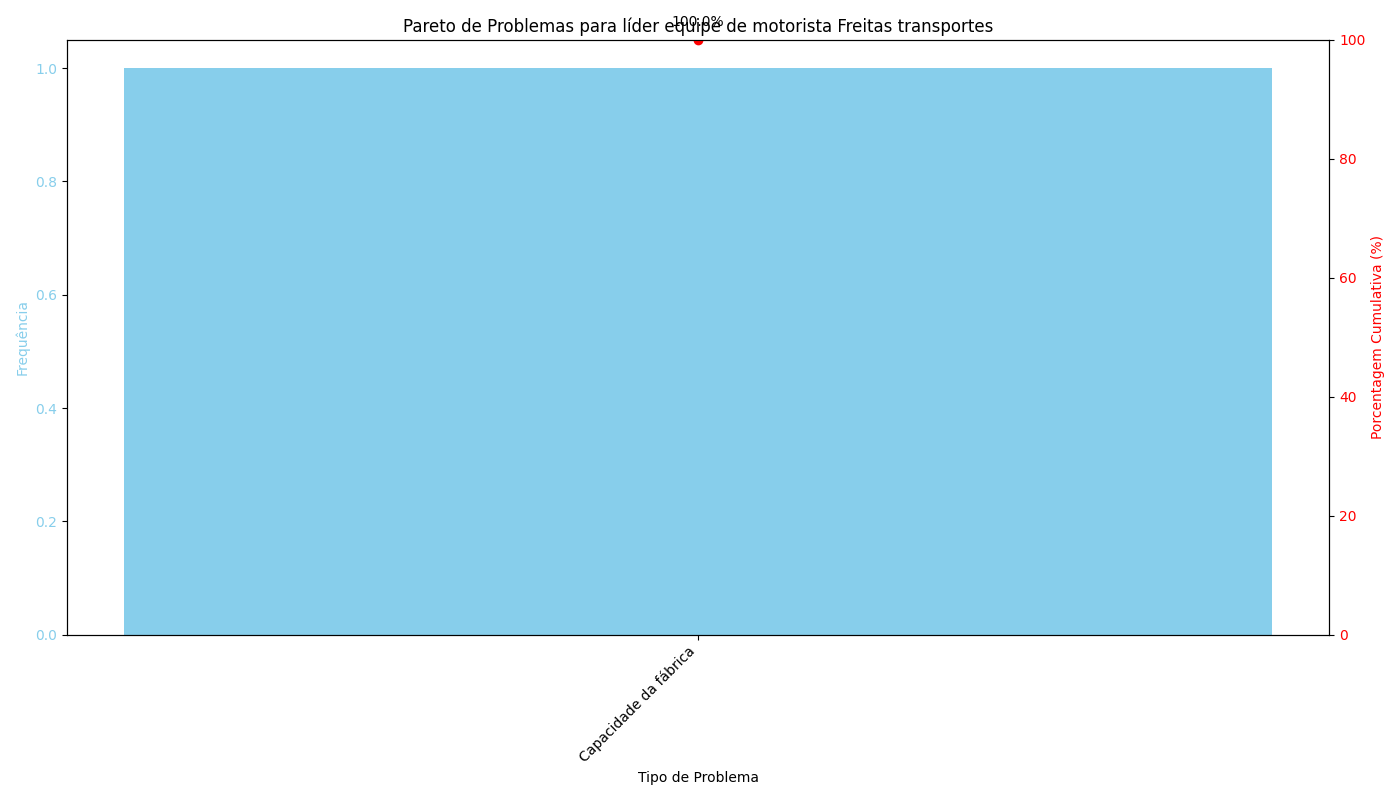 100.0%
Pareto de Problemas para líder equipe de motorista Freitas transportes
1.0
0.8
0.6
0.4
0.2
0.0
Frequência
100
80
60
40
20
0
Porcentagem Cumulativa (%)
Capacidade da fábrica
Tipo de Problema